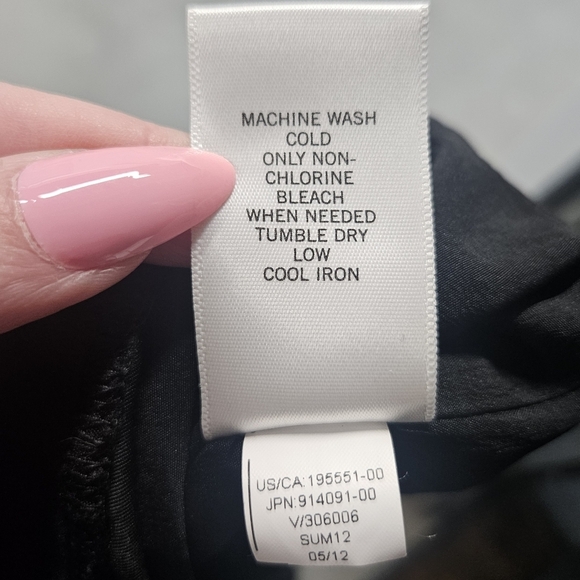 MACHINE WASH
COLD
ONLY NON-
CHLORINE
BLEACH
WHEN NEEDED
TUMBLE DRY
LOW
COOL IRON
US/CA:195551-00
JPN:914091-00
V/306006
SUM12
05/12